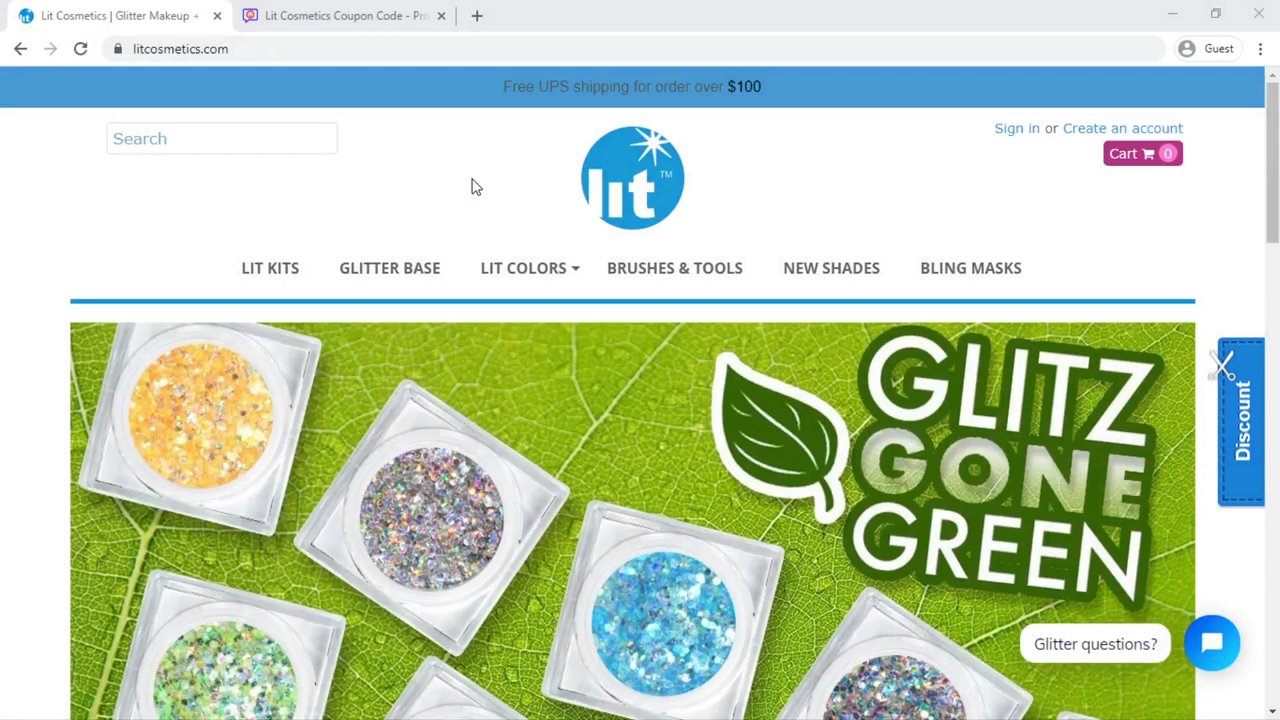 Lit Cosmetics | Glitter Makeup +
Lit Cosmetics Coupon Code - Pro
litcosmetics.com
Guest
Free UPS shipping for order over $100
Search
lit TM
Sign in or Create an account
Cart 0
LIT KITS GLITTER BASE LIT COLORS BRUSHES & TOOLS NEW SHADES BLING MASKS
GLITZ
GONE
GREEN
Discount
Glitter questions?